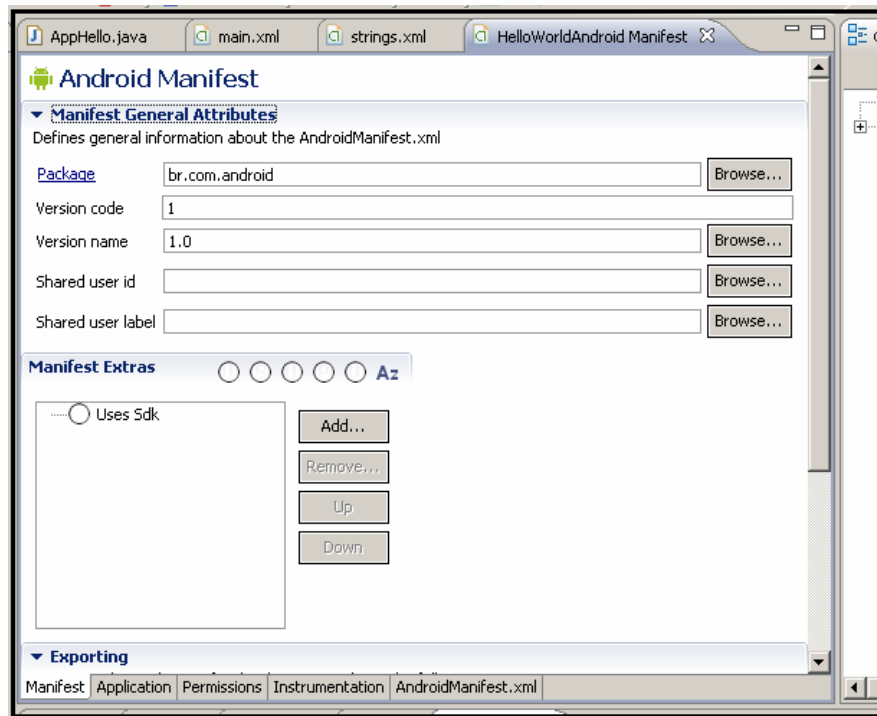 AppHello.java main.xml strings.xml HelloWorldAndroid Manifest
Android Manifest
Manifest General Attributes
Defines general information about the AndroidManifest.xml
Package br.com.android Browse...
Version code 1
Version name 1.0 Browse...
Shared user id Browse...
Shared user label Browse...
Manifest Extras Az
Uses Sdk
Add...
Remove...
Up
Down
Exporting
Manifest Application Permissions Instrumentation AndroidManifest.xml